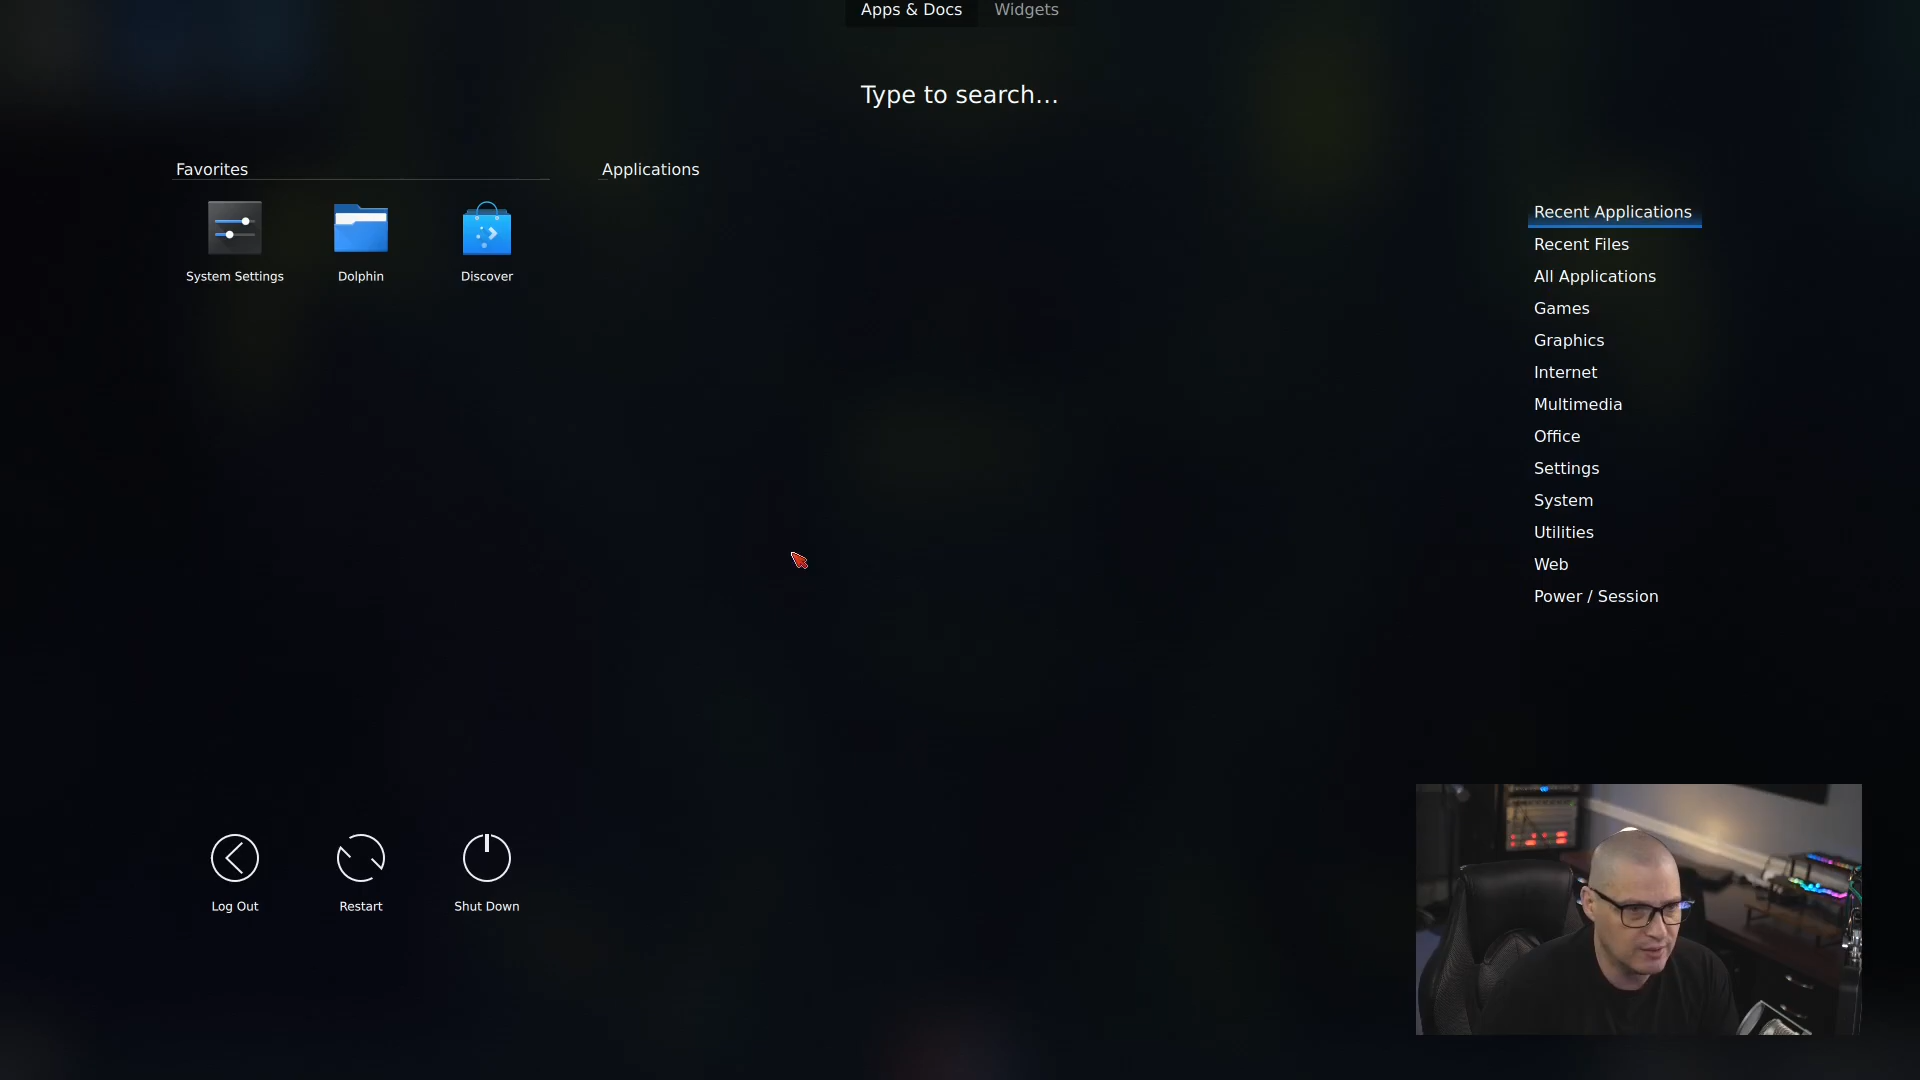 Apps & Docs Widgets
Type to search...
Favorites
Applications
System Settings Dolphin Discover
Recent Applications
Recent Files
All Applications
Games
Graphics
Internet
Multimedia
Office
Settings
System
Utilities
Web
Power / Session
Log Out Restart Shut Down